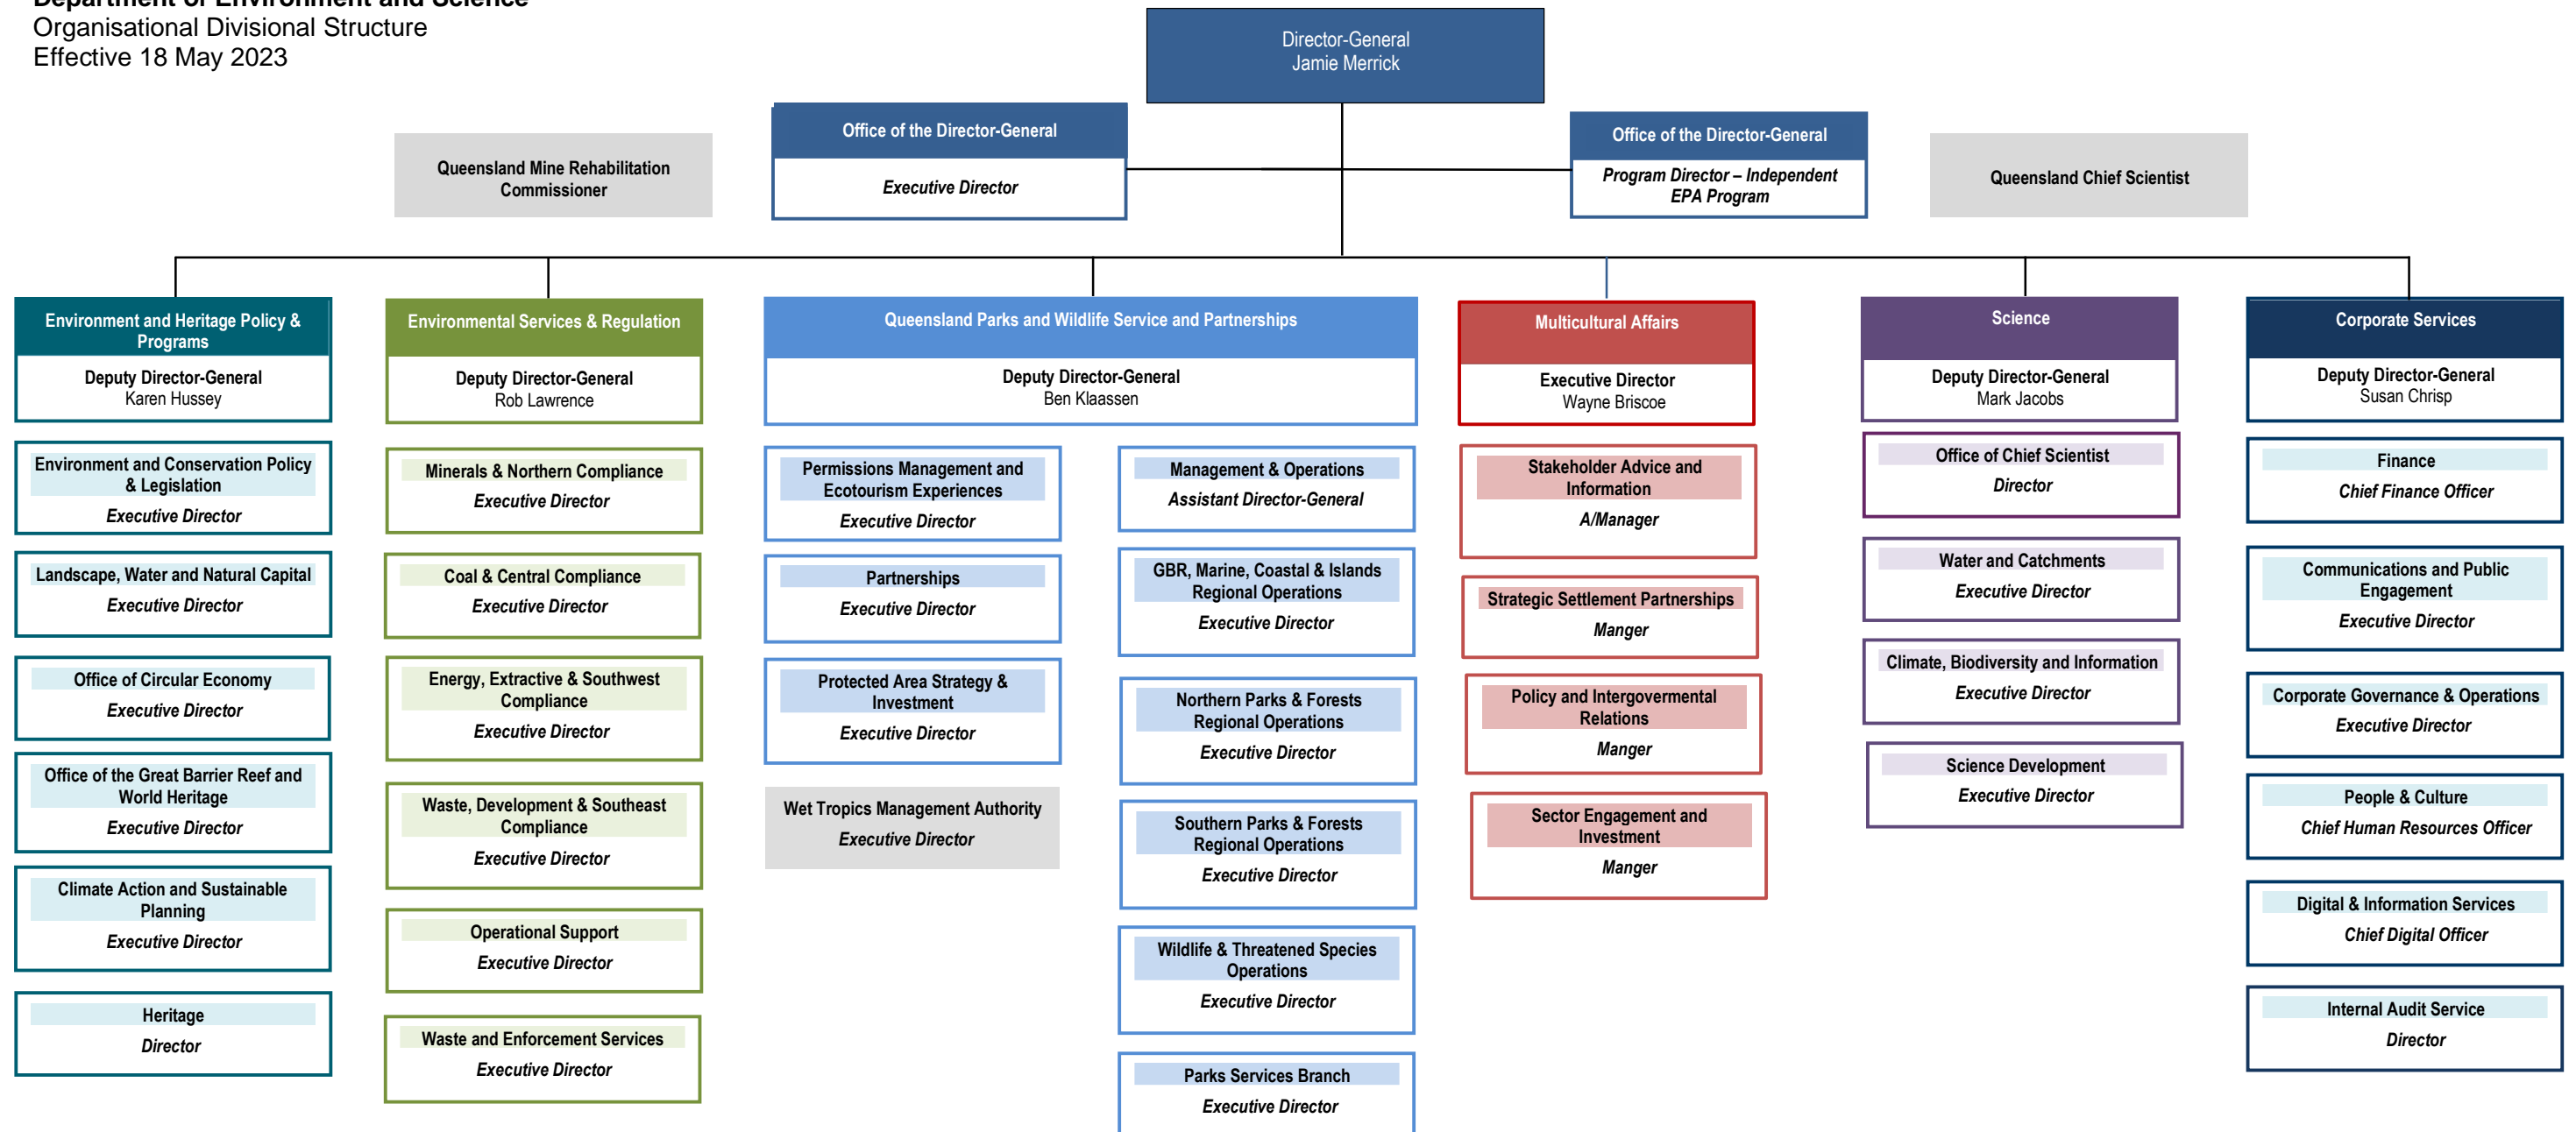 Department of Environment and Science
Organisational Divisional Structure
Effective 18 May 2023
Director-General
Jamie Merrick
Office of the Director-General
Executive Director
Office of the Director-General
Program Director – Independent
EPA Program
Queensland Mine Rehabilitation
Commissioner
Queensland Chief Scientist
Environment and Heritage Policy &
Programs
Deputy Director-General
Karen Hussey
Environment and Conservation Policy
& Legislation
Executive Director
Landscape, Water and Natural Capital
Executive Director
Office of Circular Economy
Executive Director
Office of the Great Barrier Reef and
World Heritage
Executive Director
Climate Action and Sustainable
Planning
Executive Director
Heritage
Director
Environmental Services & Regulation
Deputy Director-General
Rob Lawrence
Minerals & Northern Compliance
Executive Director
Coal & Central Compliance
Executive Director
Energy, Extractive & Southwest
Compliance
Executive Director
Waste, Development & Southeast
Compliance
Executive Director
Operational Support
Executive Director
Waste and Enforcement Services
Executive Director
Queensland Parks and Wildlife Service and Partnerships
Deputy Director-General
Ben Klaassen
Permissions Management and
Ecotourism Experiences
Executive Director
Partnerships
Executive Director
Protected Area Strategy &
Investment
Executive Director
Wet Tropics Management Authority
Executive Director
Management & Operations
Assistant Director-General
GBR, Marine, Coastal & Islands
Regional Operations
Executive Director
Northern Parks & Forests
Regional Operations
Executive Director
Southern Parks & Forests
Regional Operations
Executive Director
Wildlife & Threatened Species
Operations
Executive Director
Parks Services Branch
Executive Director
Multicultural Affairs
Executive Director
Wayne Briscoe
Stakeholder Advice and
Information
A/Manager
Strategic Settlement Partnerships
Manger
Policy and Intergovermental
Relations
Manger
Sector Engagement and
Investment
Manger
Science
Deputy Director-General
Mark Jacobs
Office of Chief Scientist
Director
Water and Catchments
Executive Director
Climate, Biodiversity and Information
Executive Director
Science Development
Executive Director
Corporate Services
Deputy Director-General
Susan Chrisp
Finance
Chief Finance Officer
Communications and Public
Engagement
Executive Director
Corporate Governance & Operations
Executive Director
People & Culture
Chief Human Resources Officer
Digital & Information Services
Chief Digital Officer
Internal Audit Service
Director